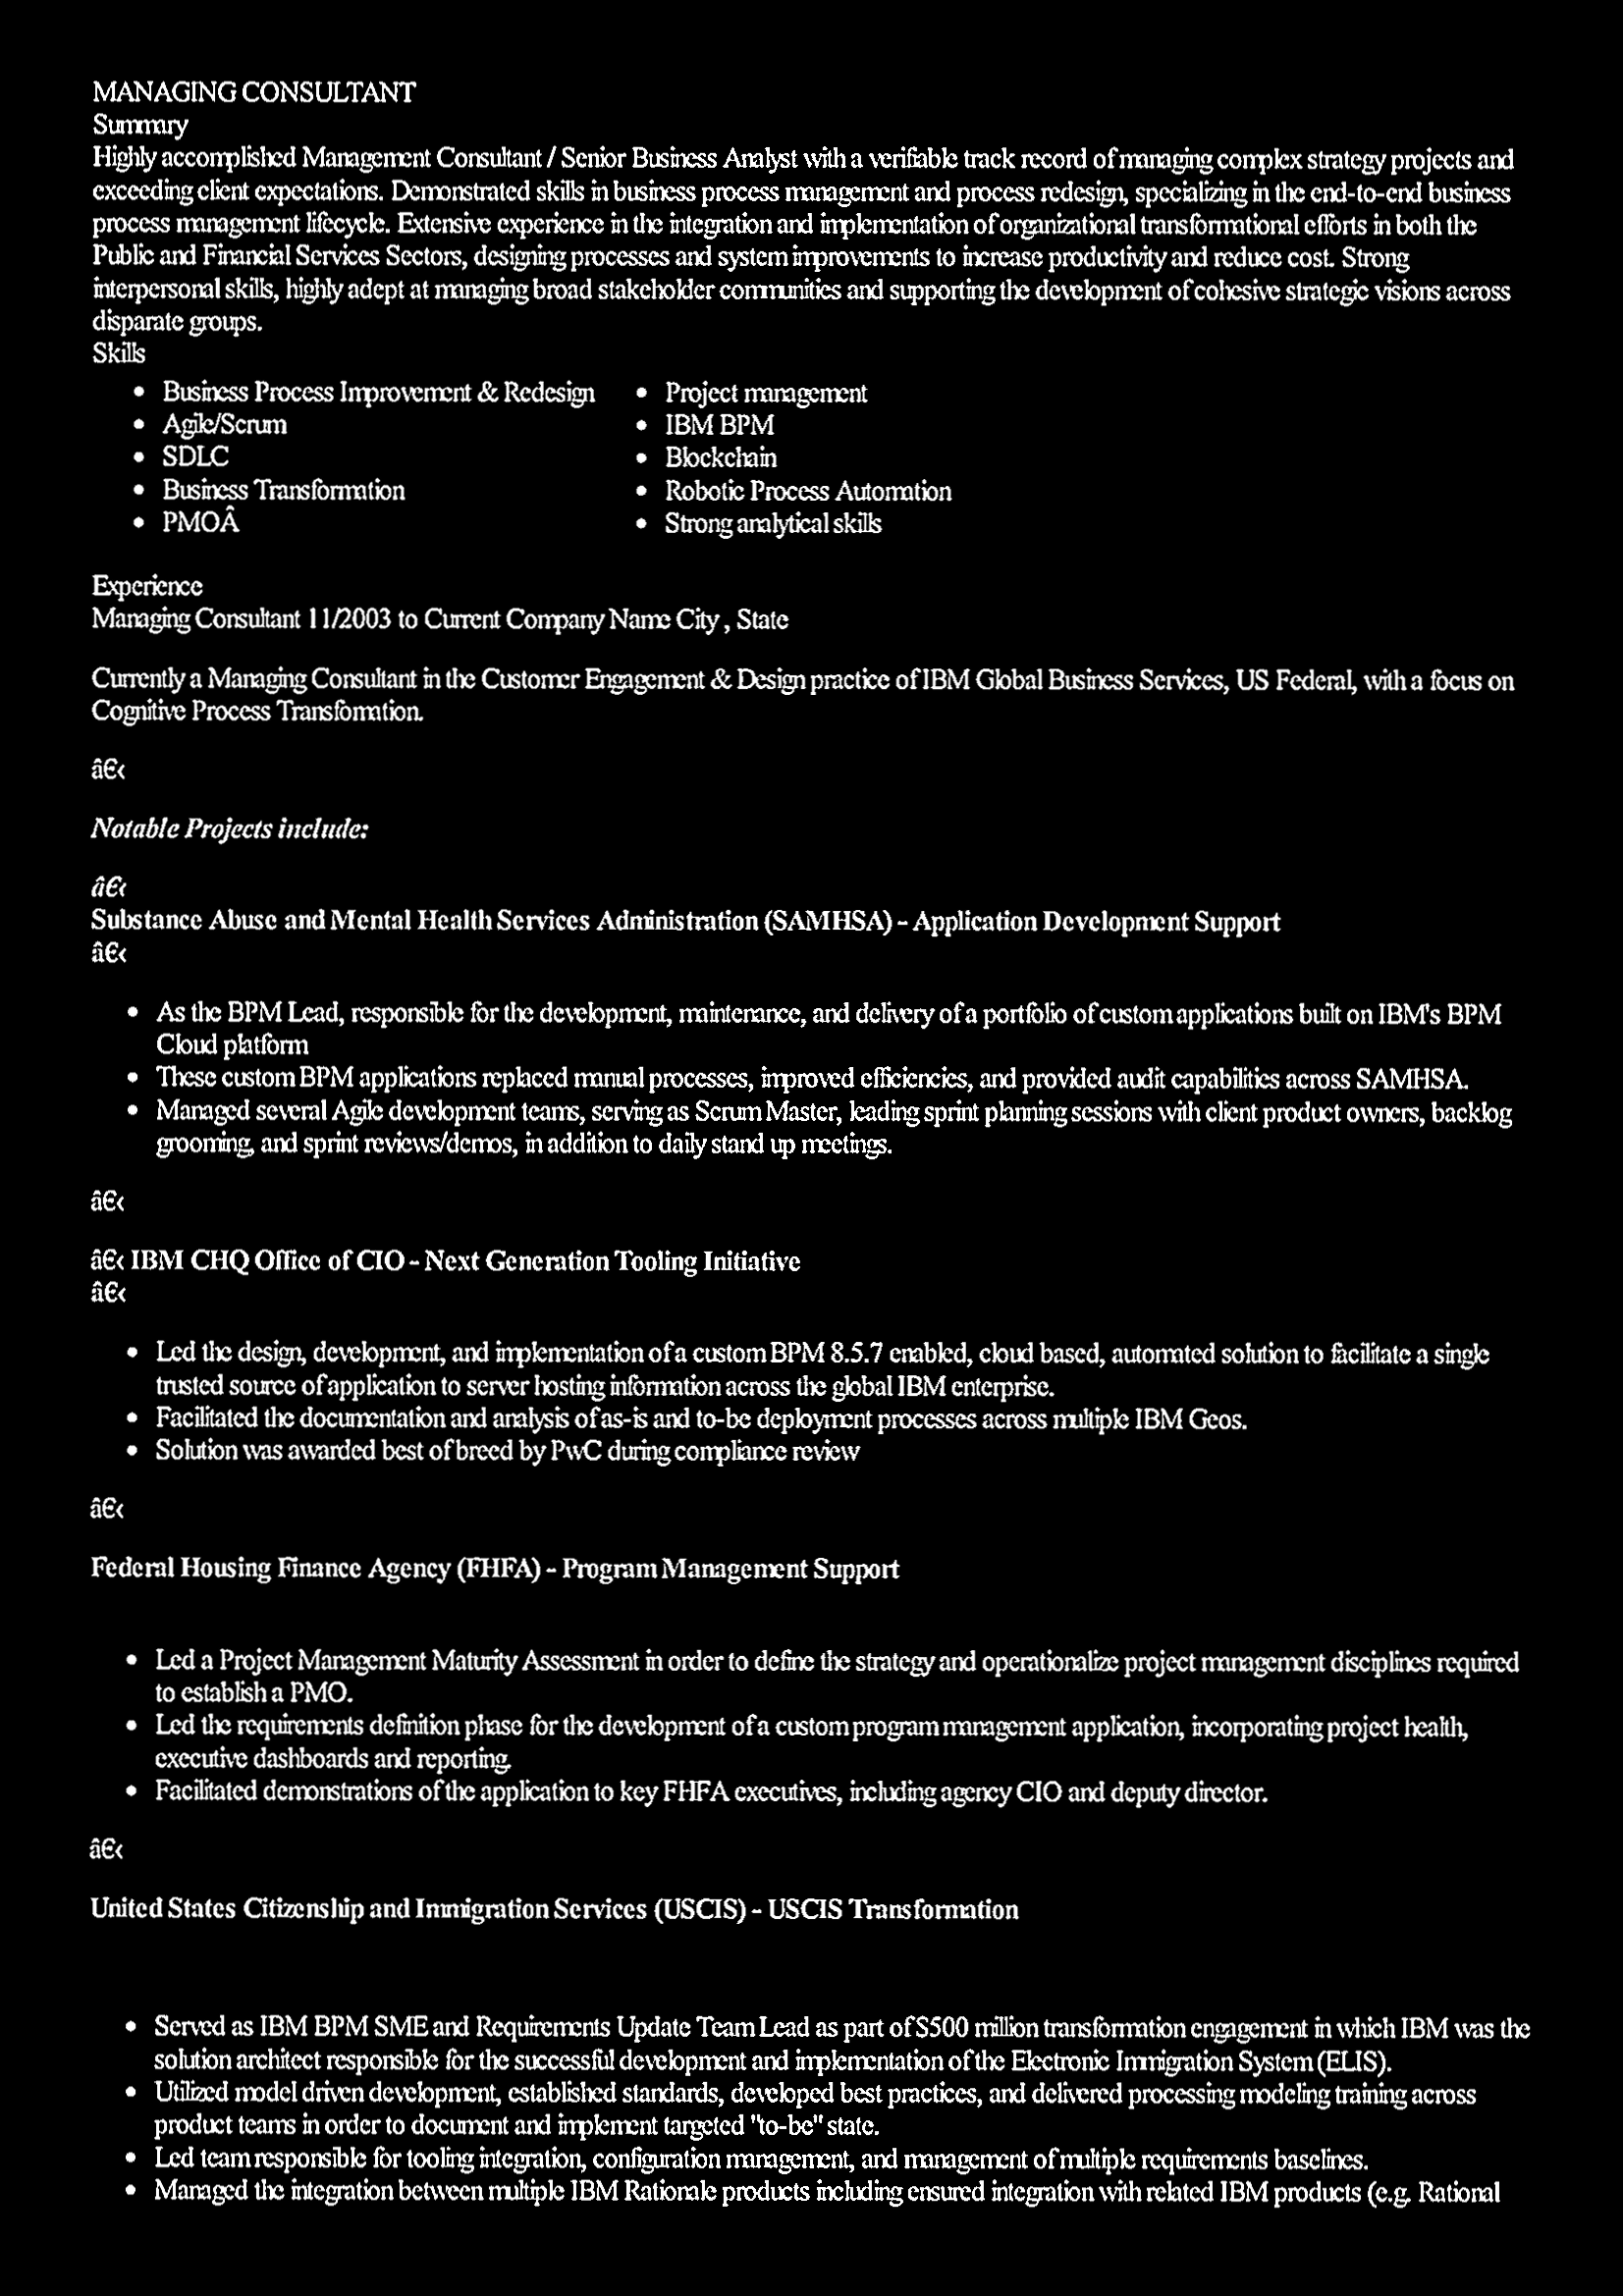 MANAGING CONSULTANT
Summary
Highly accomplished Management Consultant / Senior Business Analyst with a verifiable track record of managing complex strategy projects and
exceeding client expectations. Demonstrated skills in business process management and process redesign, specializing in the end-to-end business
process management lifecycle. Extensive experience in the integration and implementation of organizational transformational efforts in both the
Public and Financial Services Sectors, designing processes and system improvements to increase productivity and reduce cost. Strong
interpersonal skills, highly adept at managing broad stakeholder communities and supporting the development of cohesive strategic visions across
disparate groups.
Skills
• Business Process Improvement & Redesign
• Agile/Scrum
• SDLC
• Business Transformation
• PMOÂ
• Project management
• IBM BPM
• Blockchain
• Robotic Process Automation
• Strong analytical skills
Experience
Managing Consultant 11/2003 to Current Company Name City , State
Currently a Managing Consultant in the Customer Engagement & Design practice of IBM Global Business Services, US Federal, with a focus on
Cognitive Process Transfomation.
â€‹
Notable Projects include:
â€‹
Substance Abuse and Mental Health Services Administration (SAMHSA) - Application Development Support
â€‹
• As the BPM Lead, responsible for the development, maintenance, and delivery of a portfolio of custom applications built on IBM's BPM
Cloud platform
• These custom BPM applications replaced manual processes, improved efficiencies, and provided audit capabilities across SAMHSA.
• Managed several Agile development teams, serving as Scrum Master, leading sprint planning sessions with client product owners, backlog
grooming, and sprint reviews/demos, in addition to daily stand up meetings.
â€‹
â€‹ IBM CHQ Office of CIO - Next Generation Tooling Initiative
â€‹
• Led the design, development, and implementation of a custom BPM 8.5.7 enabled, cloud based, automated solution to facilitate a single
trusted source of application to server hosting information across the global IBM enterprise.
• Facilitated the documentation and analysis of as-is and to-be deployment processes across multiple IBM Geos.
• Solution was awarded best of breed by PwC during compliance review
â€‹
Federal Housing Finance Agency (FHFA) - Program Management Support
• Led a Project Management Maturity Assessment in order to define the strategy and operationalize project management disciplines required
to establish a PMO.
• Led the requirements definition phase for the development of a custom program management application, incorporating project health,
executive dashboards and reporting.
• Facilitated demonstrations of the application to key FHFA executives, including agency CIO and deputy director.
â€‹
United States Citizenship and Immigration Services (USCIS) - USCIS Transformation
• Served as IBM BPM SME and Requirements Update Team Lead as part of $500 million transformation engagement in which IBM was the
solution architect responsible for the successful development and implementation of the Electronic Immigration System (ELIS).
• Utilized model driven development, established standards, developed best practices, and delivered processing modeling training across
product teams in order to document and implement targeted "to-be" state.
• Led team responsible for tooling integration, configuration management, and management of multiple requirements baselines.
• Managed the integration between multiple IBM Rationale products including ensured integration with related IBM products (e.g. Rational